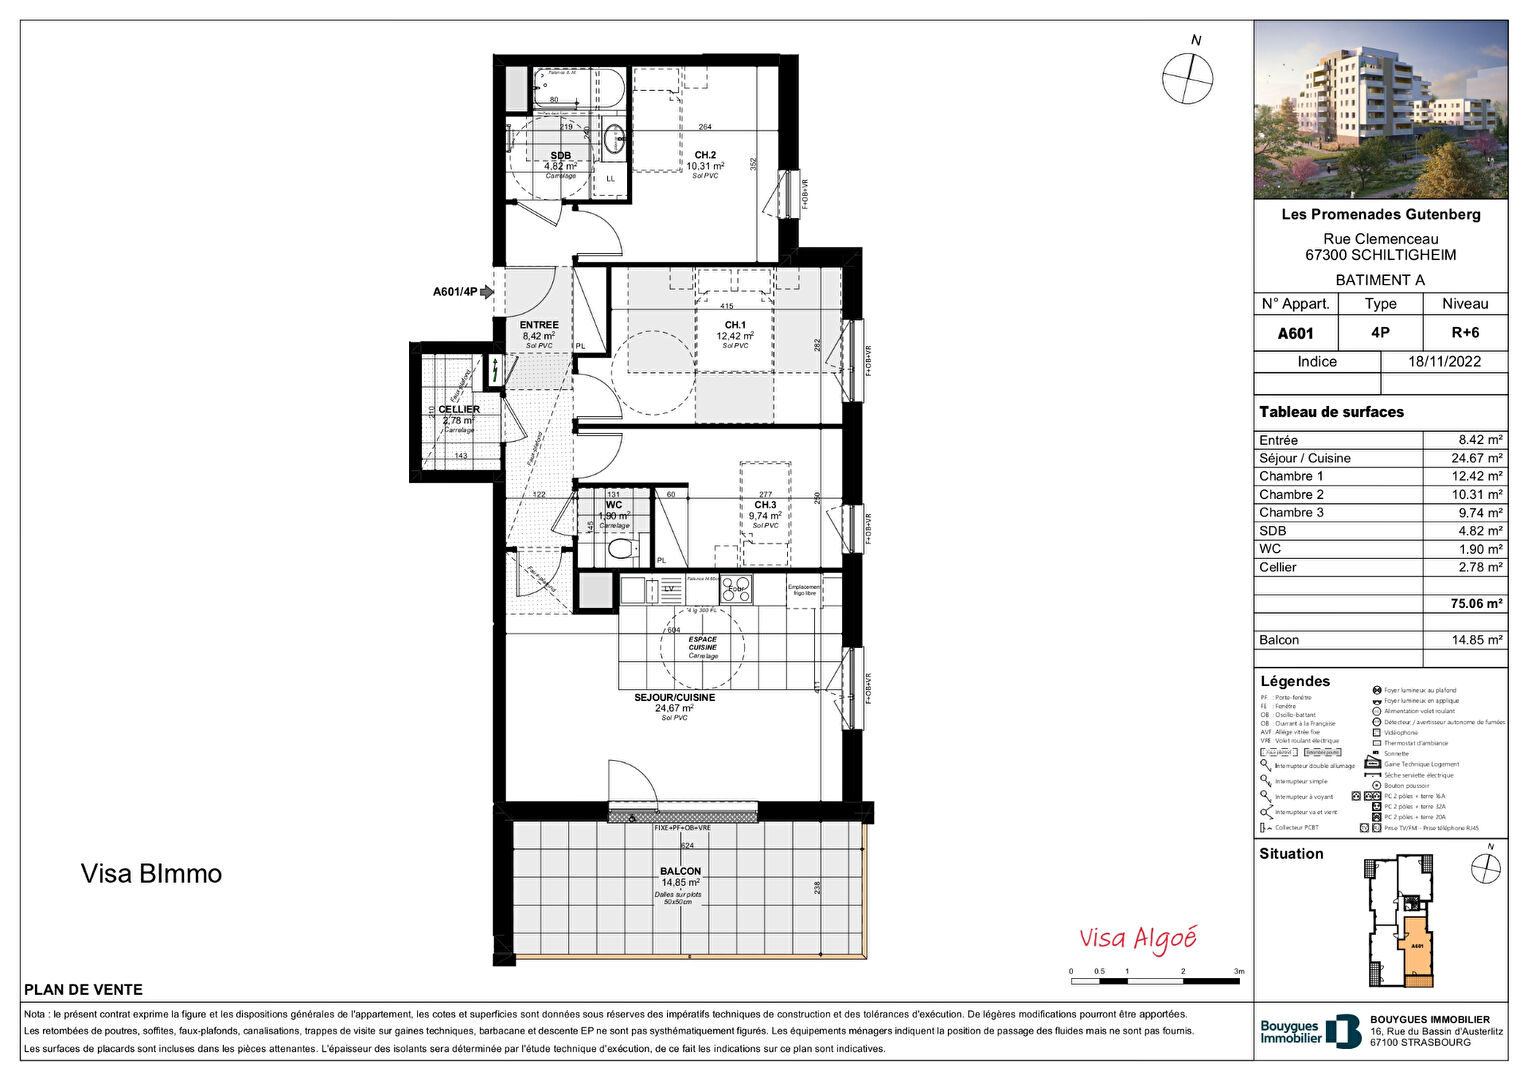 N
Faïence H. 2M
80
219
240
SDB
4,82 m²
Carrelage
LL
264
CH.2
10,31 m²
Sol PVC
352
F+OB+VR
A601/4P
ENTREE
8,42 m²
Sol PVC
PL
415
CH.1
12,42 m²
Sol PVC
282
F+OB+VR
Faux plafond
CELLIER
2,78 m²
Carrelage
210
143
Faux-plafond
122
131
WC
1,90 m²
Carrelage
145
60
277
CH.3
9,74 m²
Sol PVC
250
PL
F+OB+VR
Faux-plafond
LV
Four
Emplacement
frigo libre
604
ESPACE
CUISINE
Carrelage
SEJOUR/CUISINE
24,67 m²
Sol PVC
411
F+OB+VR
FIXE+PF+OB+VRE
624
BALCON
14,85 m²
Dalles sur plots
50x50cm
238
Visa BImmo
Visa Algoé
0 0.5 1 2 3m
PLAN DE VENTE
Nota : le présent contrat exprime la figure et les dispositions générales de l'appartement, les cotes et superficies sont données sous réserves des impératifs techniques de construction et des tolérances d'exécution. De légères modifications pourront être apportées.
Les retombées de poutres, soffites, faux-plafonds, canalisations, trappes de visite sur gaines techniques, barbacane et descente EP ne sont pas systhématiquement figurés. Les équipements ménagers indiquent la position de passage des fluides mais ne sont pas fournis.
Les surfaces de placards sont incluses dans les pièces attenantes. L'épaisseur des isolants sera déterminée par l'étude technique d'exécution, de ce fait les indications sur ce plan sont indicatives.
Les Promenades Gutenberg
Rue Clemenceau
67300 SCHILTIGHEIM
BATIMENT A
N° Appart. Type Niveau
A601 4P R+6
Indice 18/11/2022
Tableau de surfaces
Entrée 8.42 m²
Séjour / Cuisine 24.67 m²
Chambre 1 12.42 m²
Chambre 2 10.31 m²
Chambre 3 9.74 m²
SDB 4.82 m²
WC 1.90 m²
Cellier 2.78 m²
75.06 m²
Balcon 14.85 m²
Légendes
PF : Porte-fenêtre
FE : Fenêtre
OB : Oscillo-battant
OB : Ouvrant à la Française
AVF : Allège vitrée fixe
VRE : Volet roulant électrique
Interrupteur double allumage
Interrupteur simple
Interrupteur à voyant
Interrupteur va et vient
Collecteur PCBT
Foyer lumineux au plafond
Foyer lumineux en applique
Alimentation volet roulant
Détecteur / avertisseur autonome de fumées
Vidéophone
Thermostat d'ambiance
Sonnette
Gaine Technique Logement
Sèche serviette électrique
Bouton poussoir
PC 2 pôles + terre 16A
PC 2 pôles + terre 32A
PC 2 pôles + terre 20A
Prise TV/FM - Prise téléphone RJ45
Situation
N
A601
Bouygues
Immobilier
BOUYGUES IMMOBILIER
16, Rue du Bassin d'Austerlitz
67100 STRASBOURG